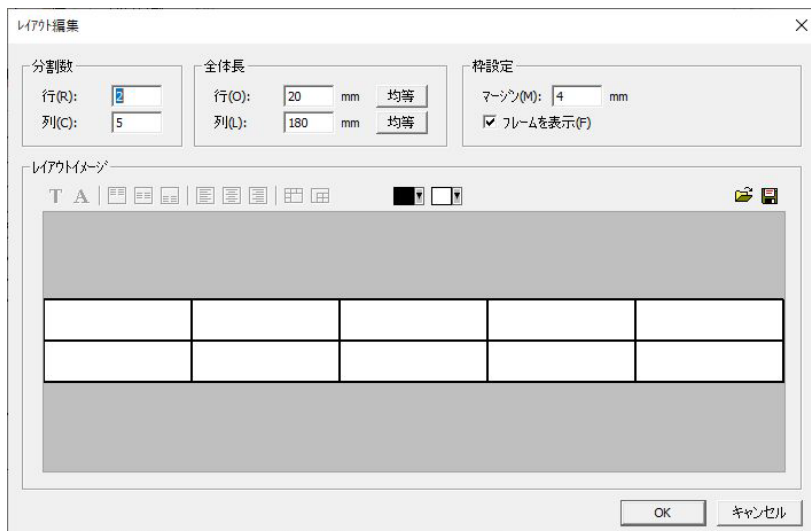 レイアウト編集
分割数
行(R): 2
列(C): 5
全体長
行(O): 20 mm 均等
列(L): 180 mm 均等
枠設定
マージン(M): 4 mm
フレームを表示(F)
レイアウトイメージ
T A
OK キャンセル